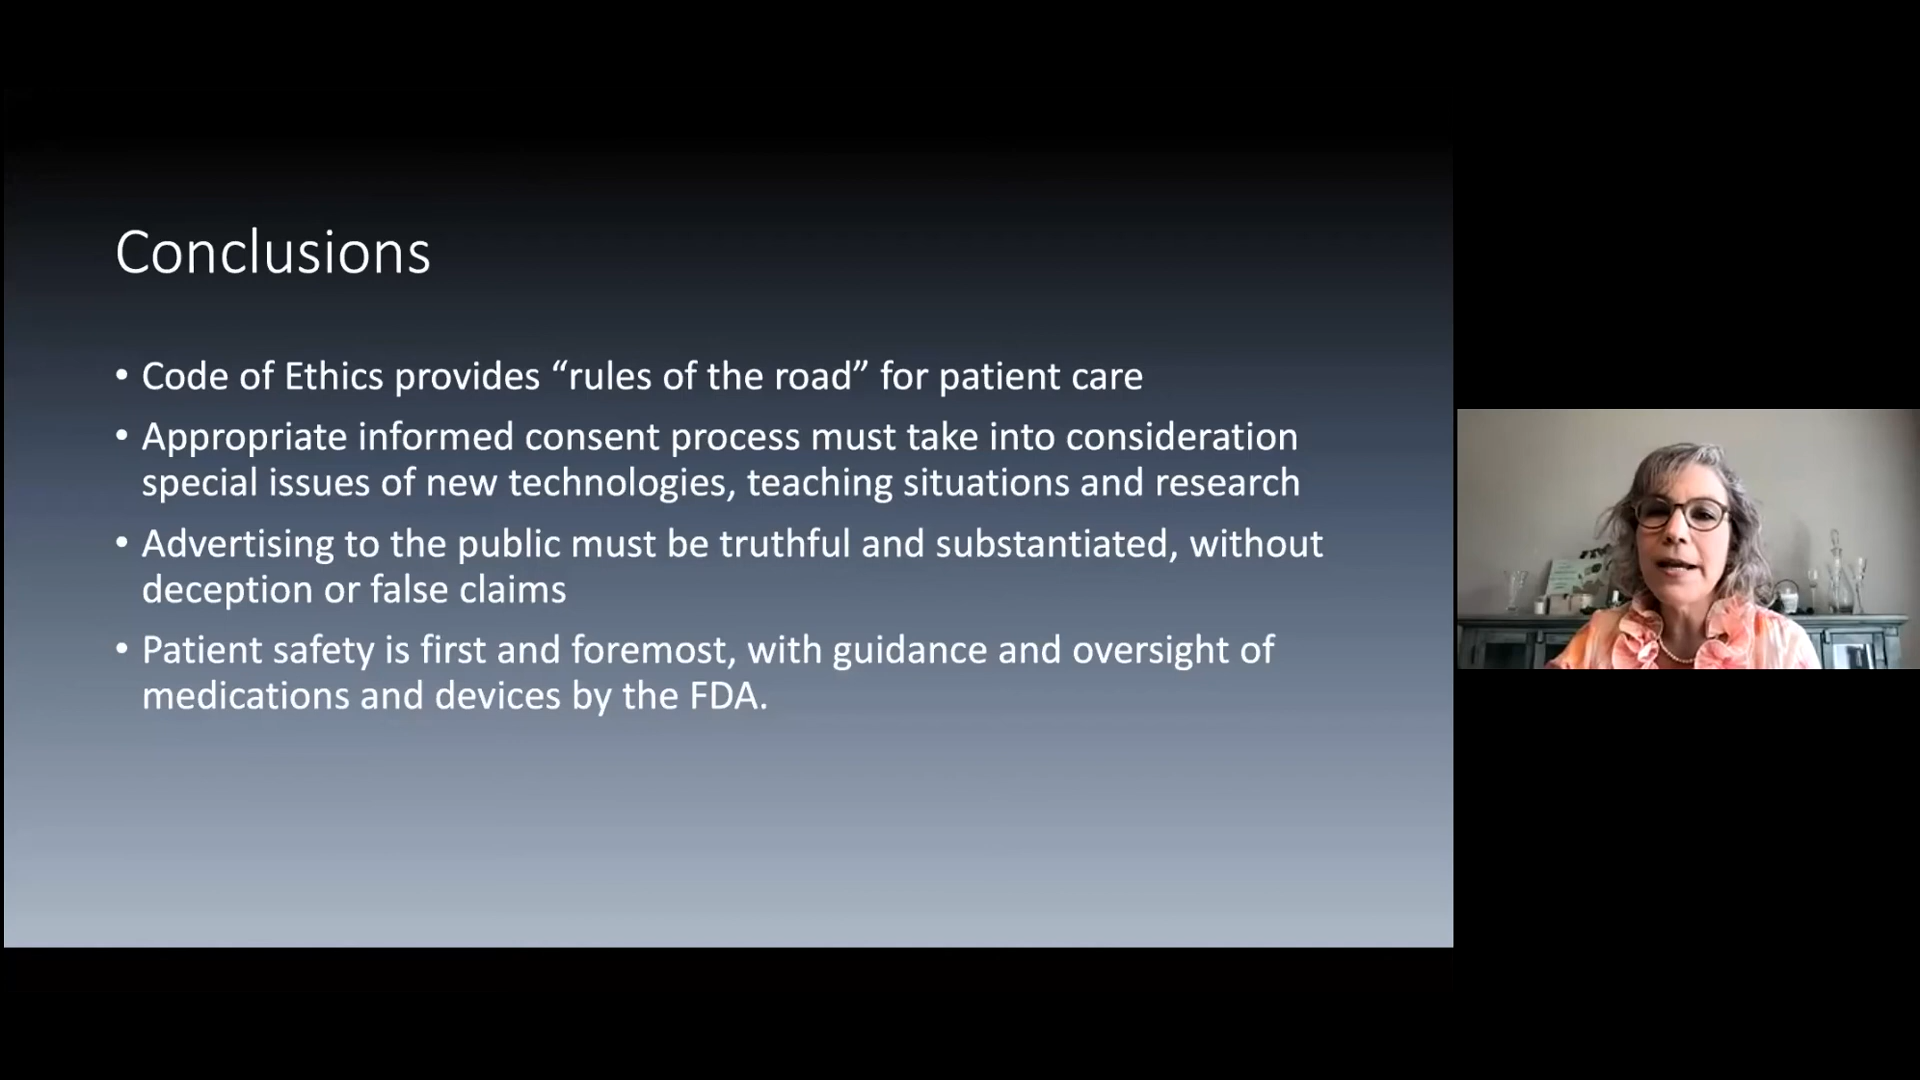 Conclusions
• Code of Ethics provides “rules of the road” for patient care
• Appropriate informed consent process must take into consideration
special issues of new technologies, teaching situations and research
• Advertising to the public must be truthful and substantiated, without
deception or false claims
• Patient safety is first and foremost, with guidance and oversight of
medications and devices by the FDA.